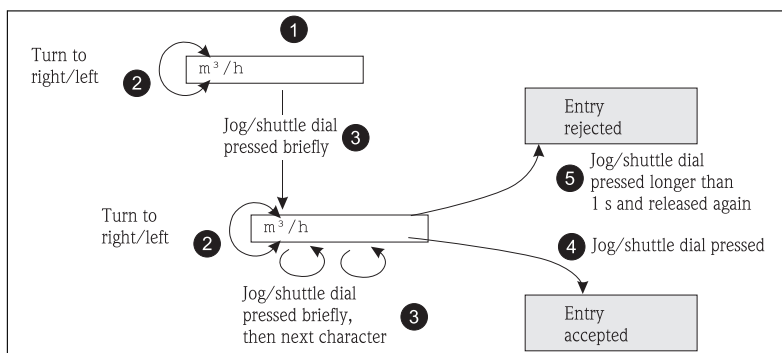 1
Turn to
right/left
2
m³/h
Jog/shuttle dial
pressed briefly
3
Entry
rejected
5
Jog/shuttle dial
pressed longer than
1 s and released again
Turn to
right/left
2
m³/h
4
Jog/shuttle dial pressed
Jog/shuttle dial
pressed briefly,
then next character
3
Entry
accepted